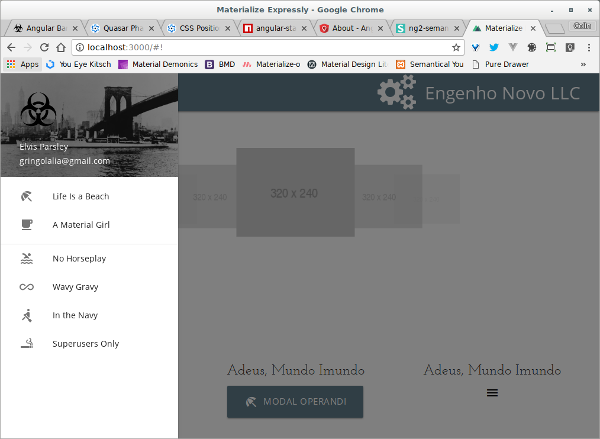 Materialize Expressly - Google Chrome
Angular Ba
Quasar Pha
CSS Position
angular-sta
About - Ang
ng2-seman
Materialize
Colin
localhost:3000/#!
Apps
You Eye Kitsch
Material Demonics
BMD
Materialize-o
Material Design Lit
Semantical You
Pure Drawer
»
Engenho Novo LLC
Elvis Parsley
gringolalia@gmail.com
320 x 240
320 x 240
320 x 240
Life Is a Beach
A Material Girl
No Horseplay
Wavy Gravy
In the Navy
Superusers Only
Adeus, Mundo Imundo
Adeus, Mundo Imundo
MODAL OPERANDI